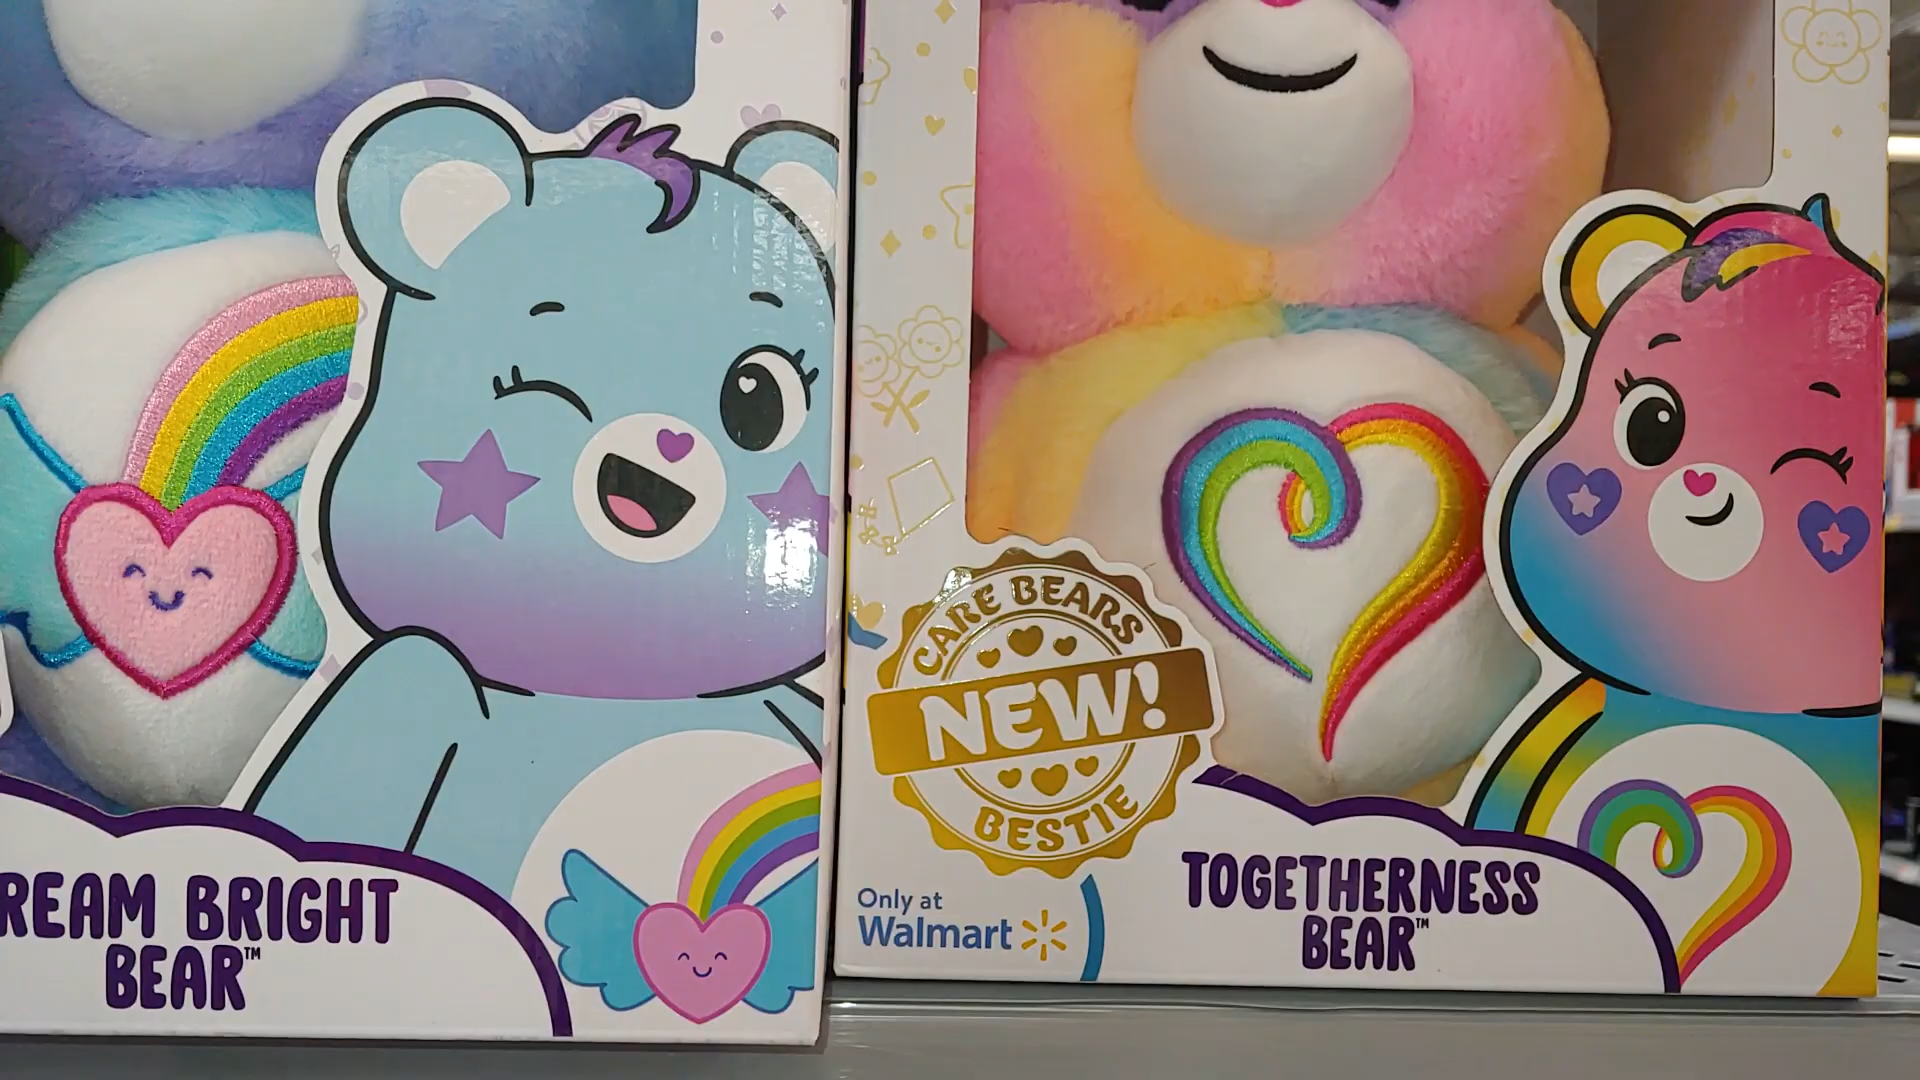 REAM BRIGHT
BEAR™
CARE BEARS
NEW!
BESTIE
Only at
Walmart
TOGETHERNESS
BEAR™